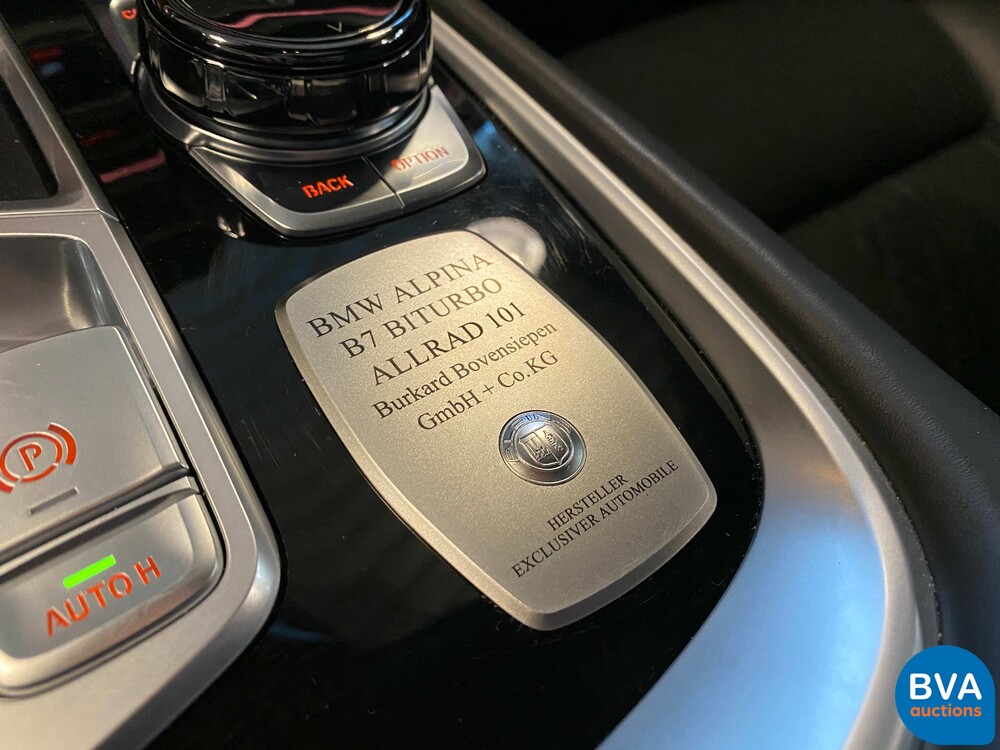 BACK
OPTION
BMW ALPINA
B7 BITURBO
ALLRAD 101
Burkard Bovensiepen
GmbH + Co.KG
HERSTELLER
EXCLUSIVER AUTOMOBILE
P
AUTO H
BVA
auctions